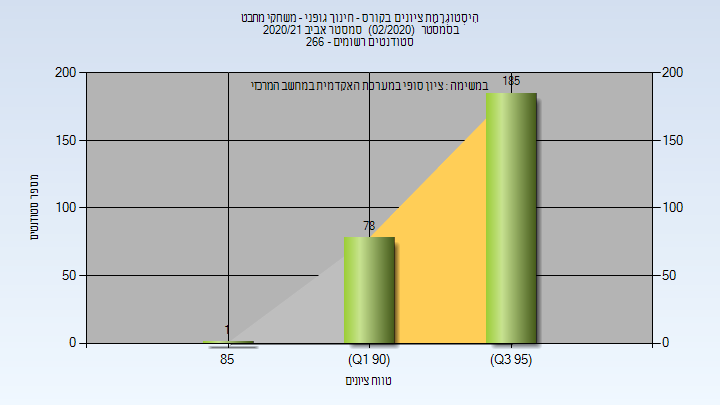 היסטוגרמת ציונים בקורס - חינוך גופני - משחקי מחבט
בסמסטר (02/2020) סמסטר אביב 2020/21
סטודנטים רשומים - 266
במשימה : ציון סופי במערכת האקדמית במחשב המרכזי
200
150
100
50
0
200
150
100
50
0
מספר סטודנטים
1
78
185
85
(Q1 90)
(Q3 95)
טווח ציונים